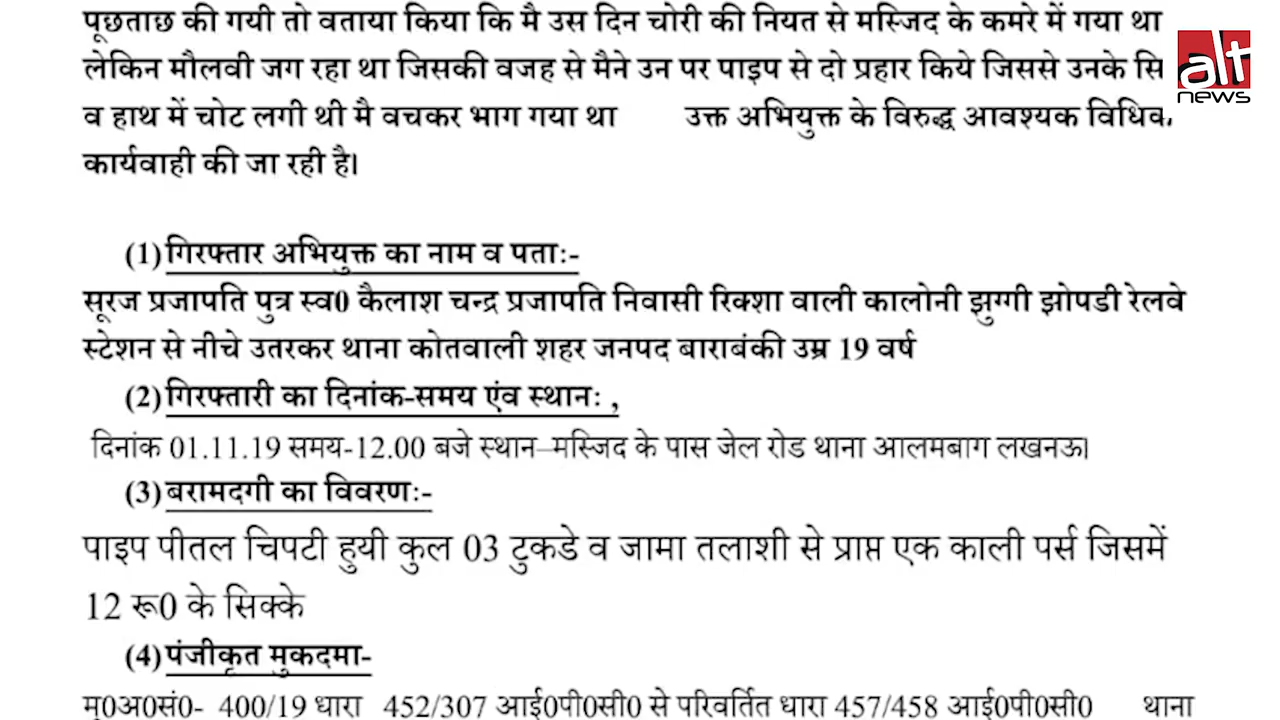 पूछताछ की गयी तो वताया किया कि मै उस दिन चोरी की नियत से मस्जिद के कमरे में गया था
लेकिन मौलवी जग रहा था जिसकी वजह से मैने उन पर पाइप से दो प्रहार किये जिससे उनके सि
व हाथ में चोट लगी थी मै वचकर भाग गया था उक्त अभियुक्त के विरुद्ध आवश्यक
कार्यवाही की जा रही है।
alt
news
(1) गिरफ्तार अभियुक्त का नाम व पताः-
सूरज प्रजापति पुत्र स्व0 कैलाश चन्द्र प्रजापति निवासी रिक्शा वाली कालोनी झुग्गी झोपडी रेलवे
स्टेशन से नीचे उतरकर थाना कोतवाली शहर जनपद बाराबंकी उम्र 19 वर्ष
(2) गिरफ्तारी का दिनांक-समय एंव स्थानः ,
दिनांक 01.11.19 समय-12.00 बजे स्थान–मस्जिद के पास जेल रोड थाना आलमबाग लखनऊ।
(3) बरामदगी का विवरणः-
पाइप पीतल चिपटी हुयी कुल 03 टुकडे व जामा तलाशी से प्राप्त एक काली पर्स जिसमें
12 रू0 के सिक्के
(4) पंजीकृत मुकदमा-
मु0अ0सं0- 400/19 धारा 452/307 आई0पी0सी0 से परिवर्तित धारा 457/458 आई0पी0सी0 थाना